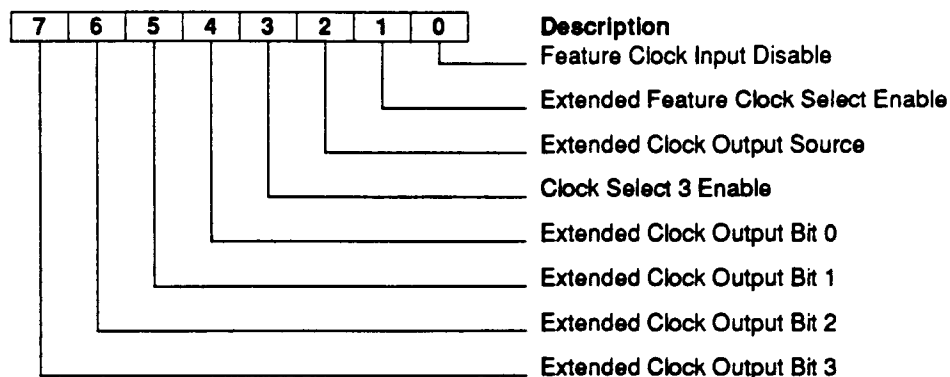 7 6 5 4 3 2 1 0 Description
Feature Clock Input Disable
Extended Feature Clock Select Enable
Extended Clock Output Source
Clock Select 3 Enable
Extended Clock Output Bit 0
Extended Clock Output Bit 1
Extended Clock Output Bit 2
Extended Clock Output Bit 3